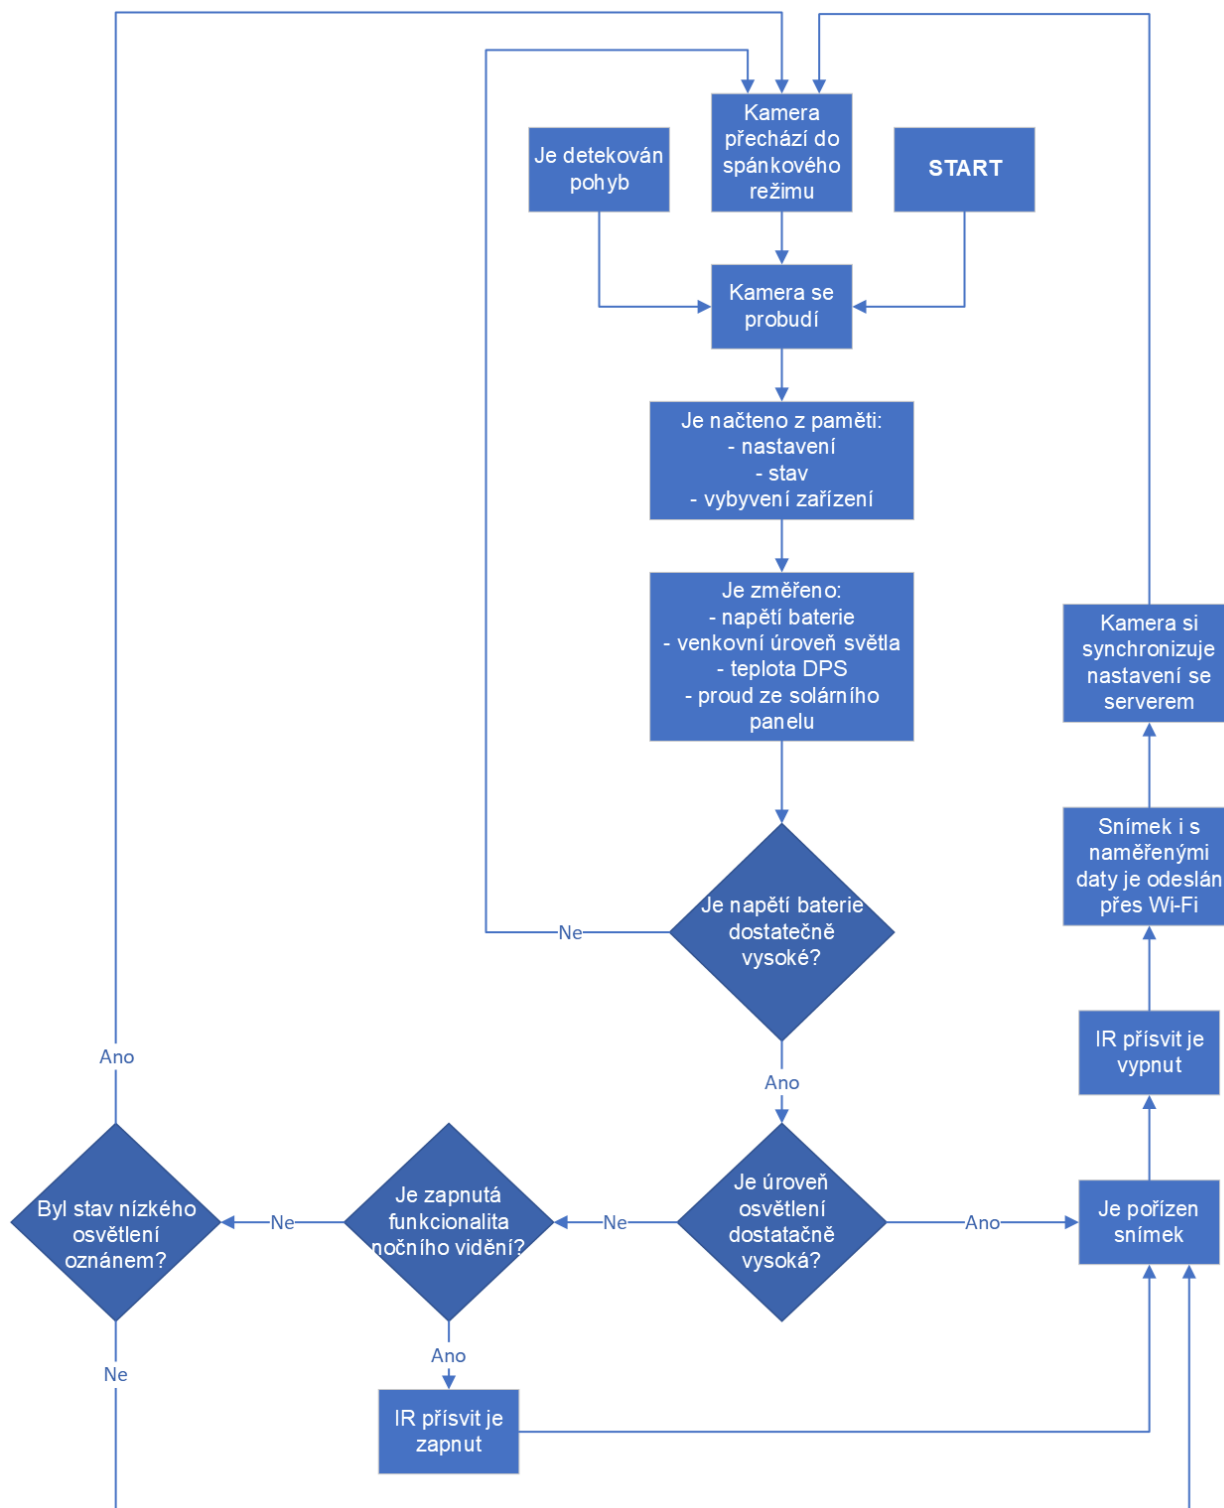 Kamera
přechází do
spánkového
režimu
Je detekován
pohyb
START
Kamera se
probudí
Je načteno z paměti:
- nastavení
- stav
- vybyvení zařízení
Je změřeno:
- napětí baterie
- venkovní úroveň světla
- teplota DPS
- proud ze solárního
panelu
Kamera si
synchronizuje
nastavení se
serverem
Snímek i s
naměřenými
daty je odeslán
přes Wi-Fi
Je napětí baterie
dostatečně
vysoké?
Ne
IR přísvit je
vypnut
Ano
Ano
Byl stav nízkého
osvětlení
oznánem?
Ne
Je zapnutá
funkcionalita
nočního vidění?
Ne
Je úroveň
osvětlení
dostatačně
vysoká?
Ano
Je pořízen
snímek
Ano
Ne
IR přísvit je
zapnut